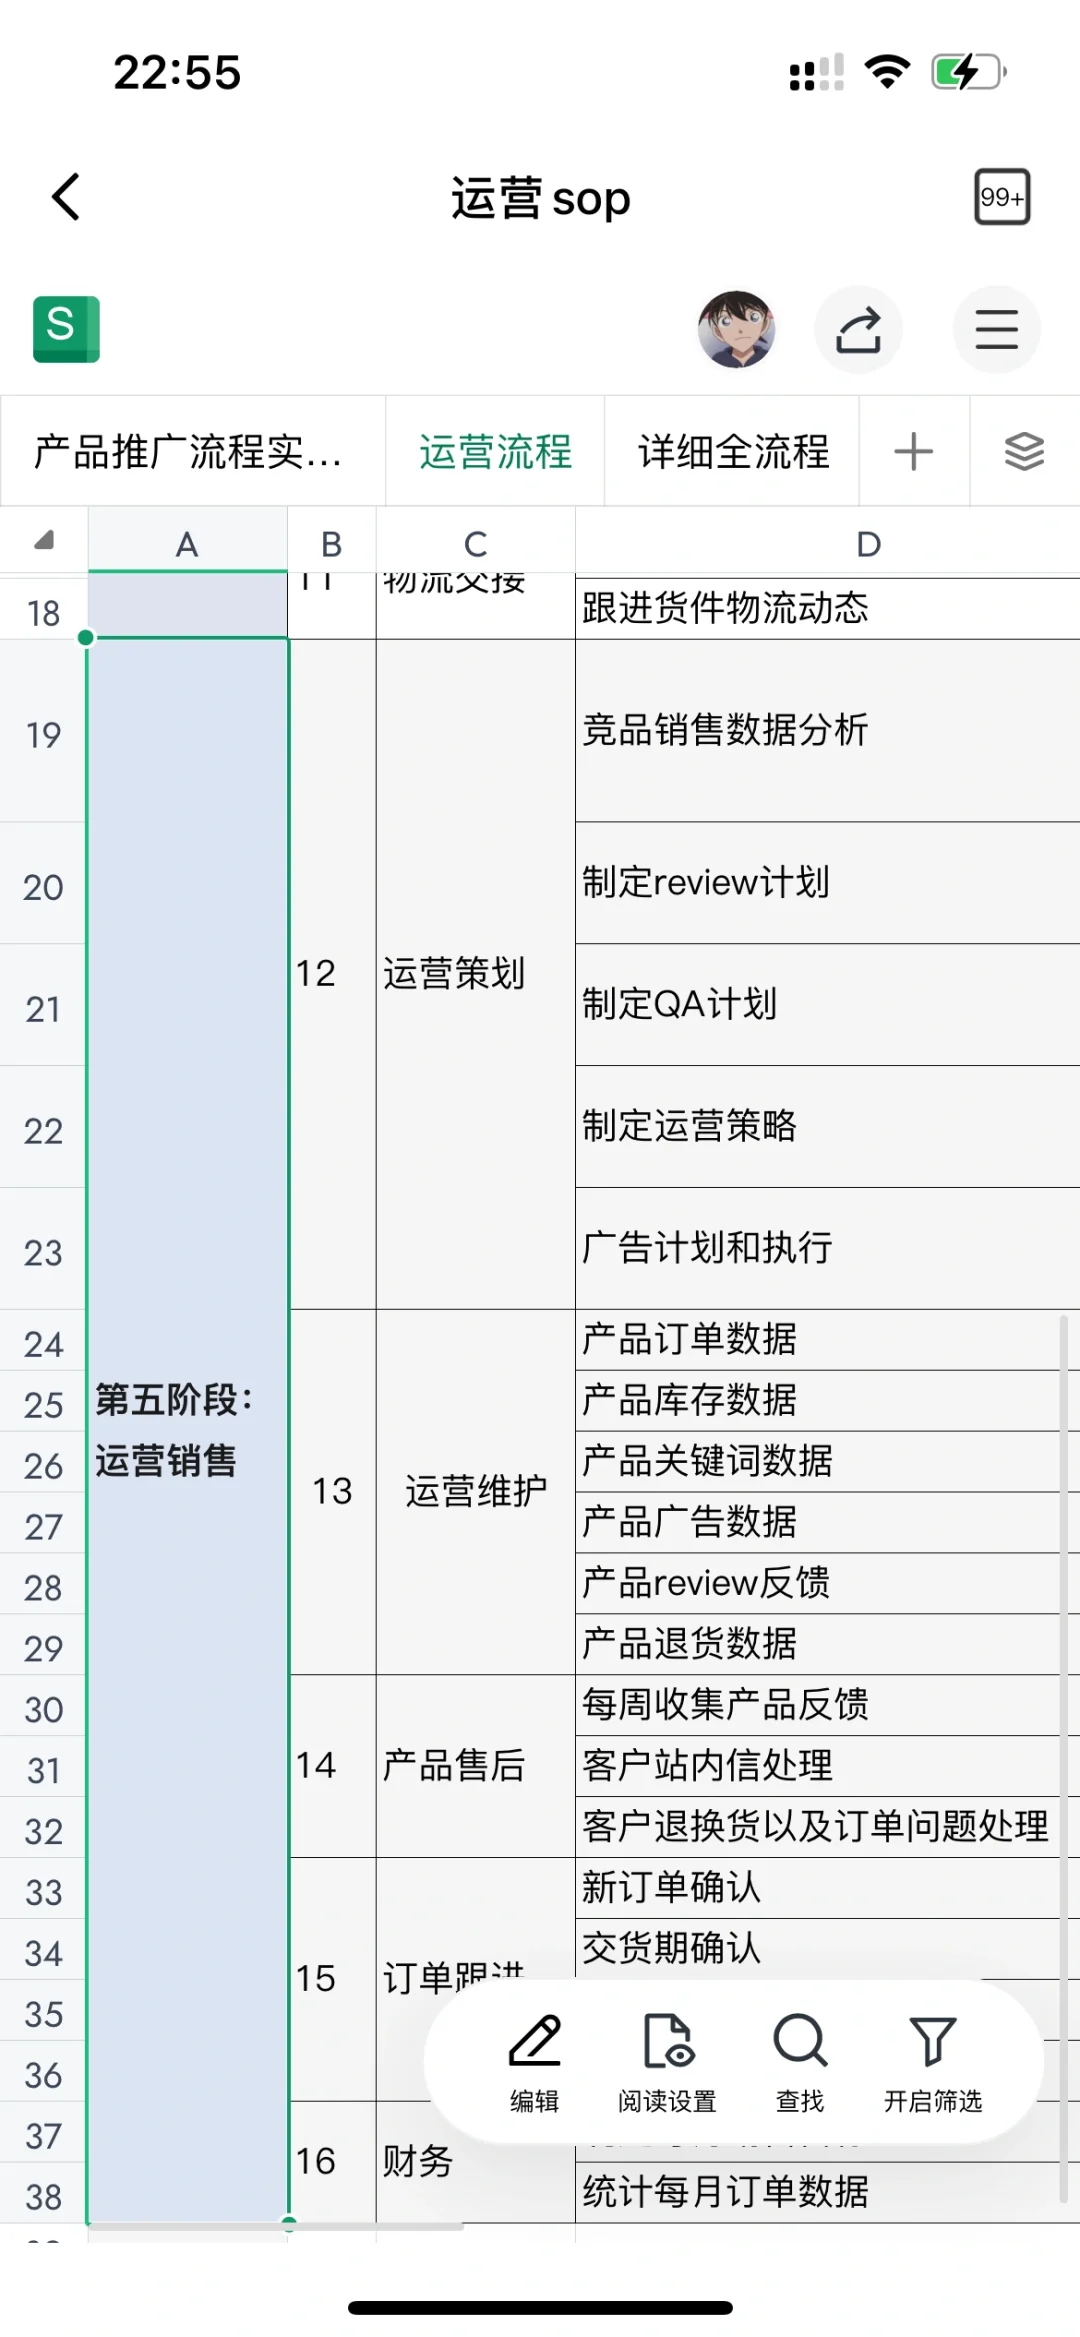 22:55
运营sop
99+
S
产品推广流程实...
运营流程
详细全流程
A
B
C
D
11
物流交接
18
跟进货件物流动态
19
竞品销售数据分析
20
制定review计划
12
运营策划
21
制定QA计划
22
制定运营策略
23
广告计划和执行
24
产品订单数据
第五阶段：
25
产品库存数据
运营销售
26
产品关键词数据
13
运营维护
27
产品广告数据
28
产品review反馈
29
产品退货数据
30
每周收集产品反馈
14
产品售后
31
客户站内信处理
32
客户退换货以及订单问题处理
33
新订单确认
34
交货期确认
15
订单跟进
35
36
编辑
阅读设置
查找
开启筛选
37
16
财务
38
统计每月订单数据